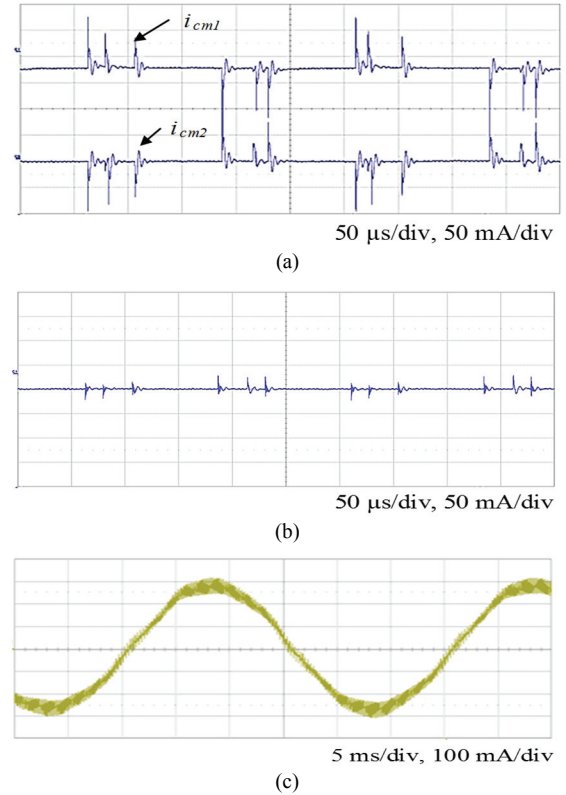 i_cm1
i_cm2
50 μs/div, 50 mA/div
(a)
50 μs/div, 50 mA/div
(b)
5 ms/div, 100 mA/div
(c)